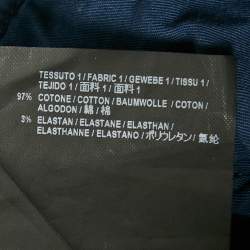 TESSUTO 1 / FABRIC 1 / GEWEBE 1 / TISSU 1 /
TEJIDO 1 / 面料 1 / 面料 1
97% COTONE / COTTON / BAUMWOLLE / COTON /
ALGODON / 綿 / 棉
3% ELASTAN / ELASTANE / ELASTHAN /
ELASTHANNE / ELASTANO / ポリウレタン / 氨纶